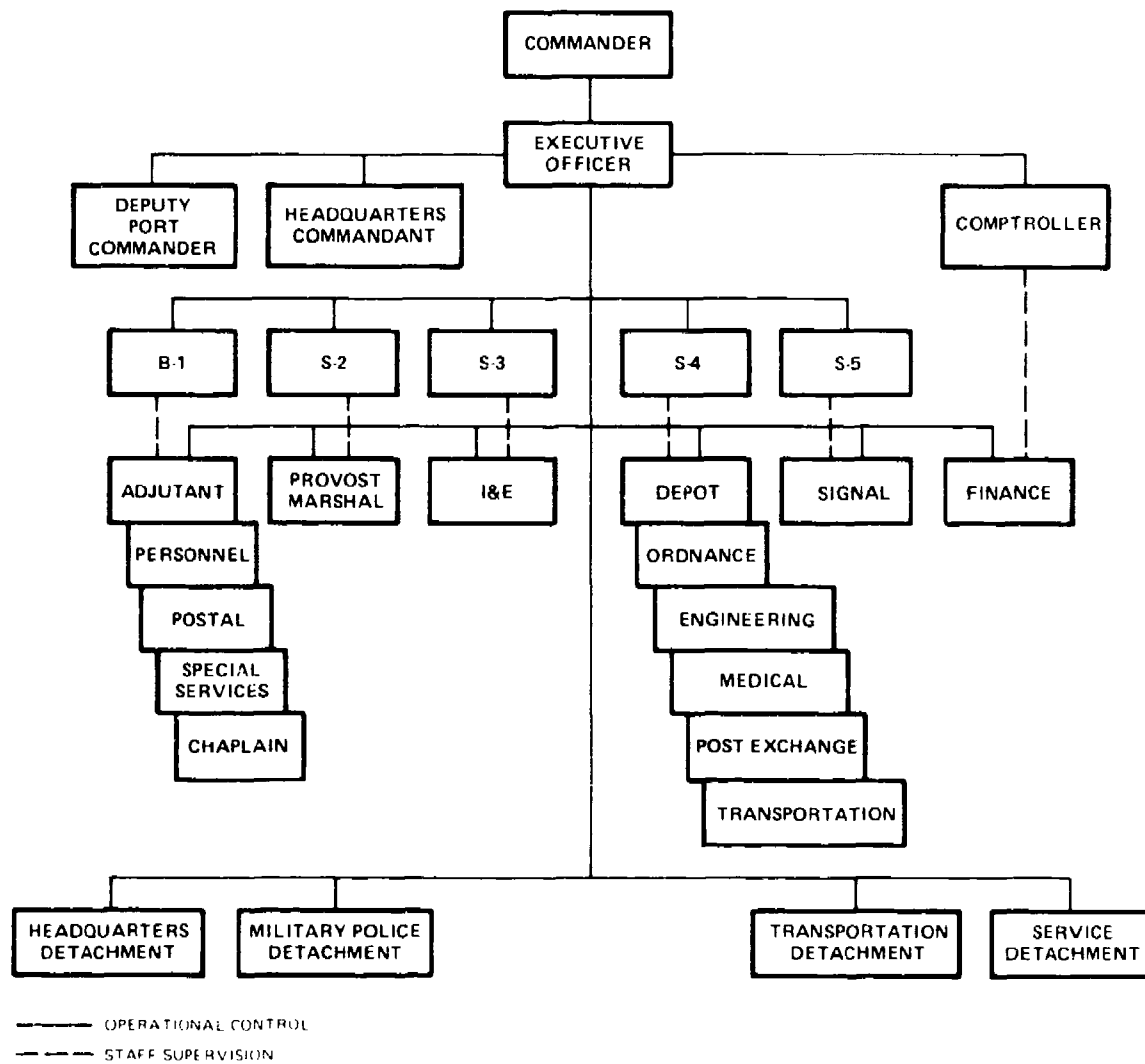 COMMANDER
EXECUTIVE
OFFICER
DEPUTY
PORT
COMMANDER
HEADQUARTERS
COMMANDANT
COMPTROLLER
B-1
S-2
S-3
S-4
S-5
ADJUTANT
PROVOST
MARSHAL
I&E
DEPOT
SIGNAL
FINANCE
PERSONNEL
POSTAL
SPECIAL
SERVICES
CHAPLAIN
ORDNANCE
ENGINEERING
MEDICAL
POST EXCHANGE
TRANSPORTATION
HEADQUARTERS
DETACHMENT
MILITARY POLICE
DETACHMENT
TRANSPORTATION
DETACHMENT
SERVICE
DETACHMENT
OPERATIONAL CONTROL
STAFF SUPERVISION